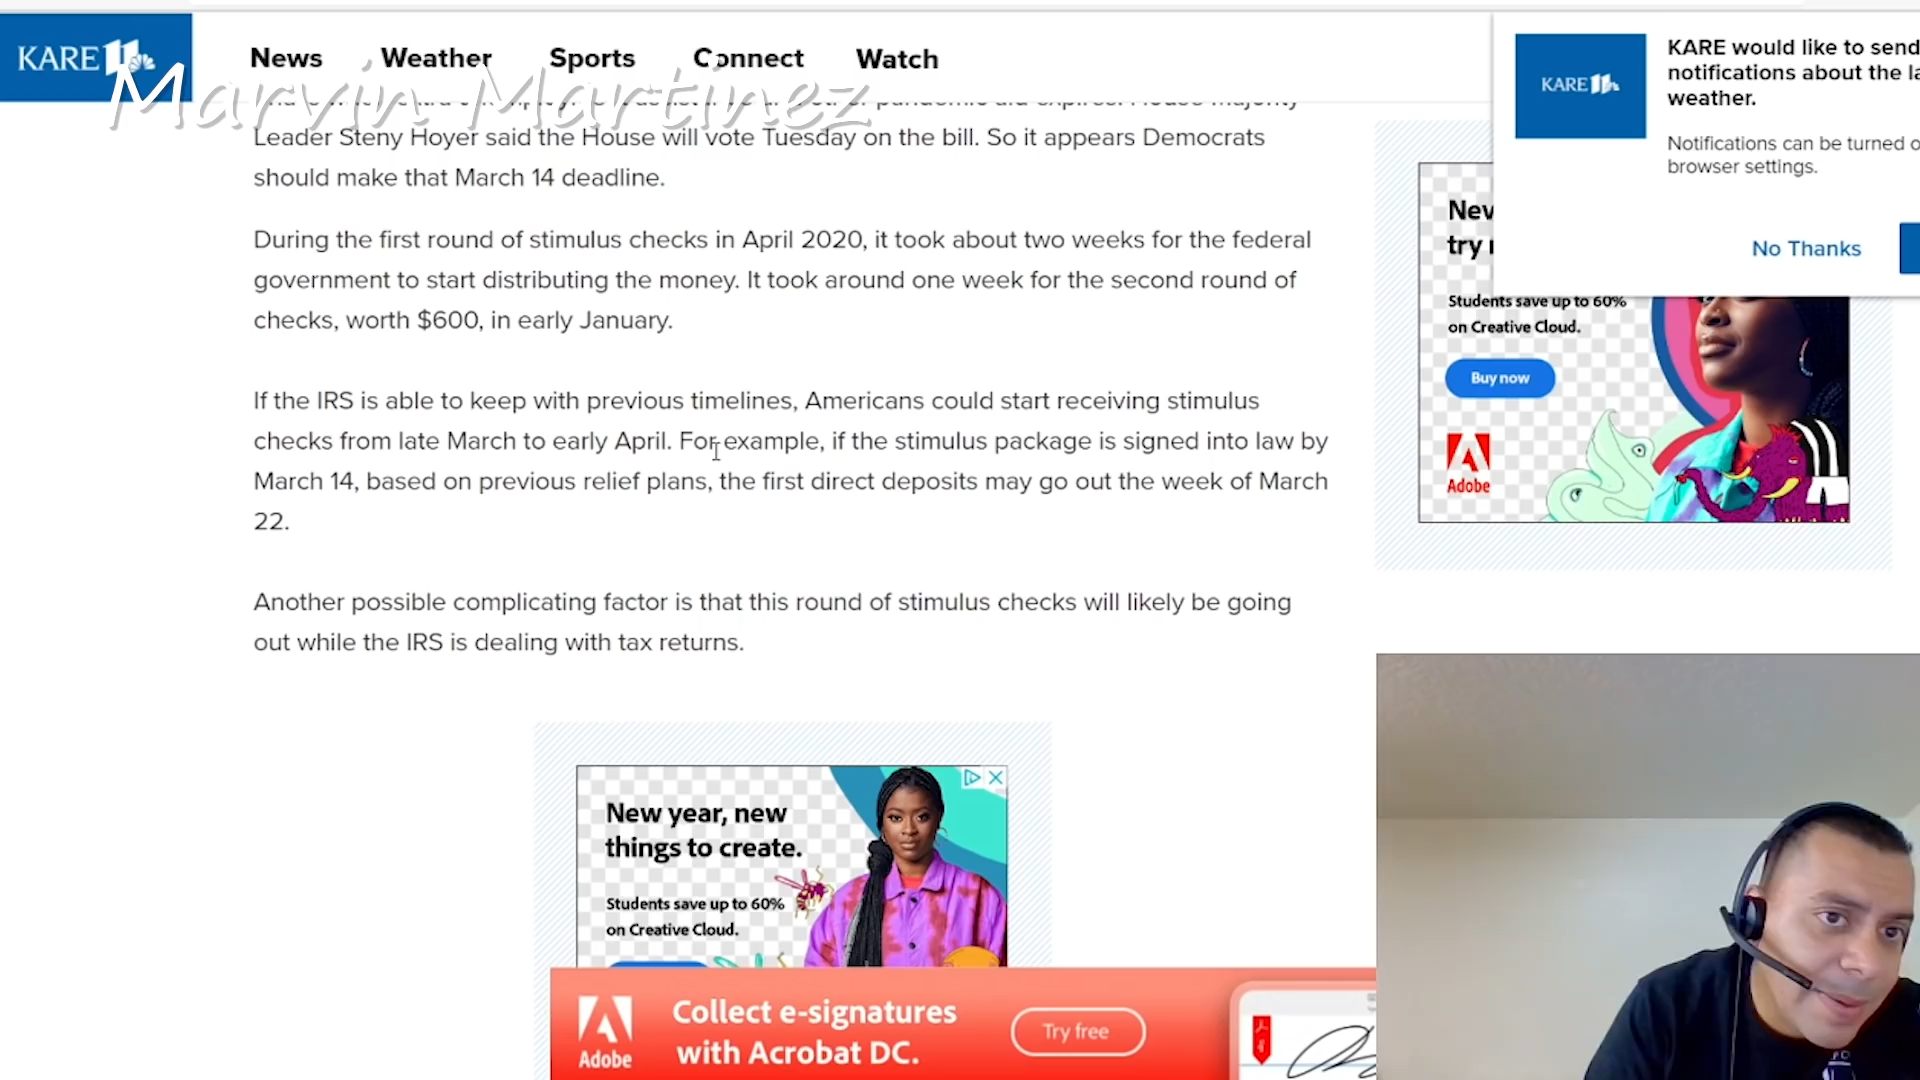 KARE 11
News Weather Sports Connect Watch
Marvin Martinez
Leader Steny Hoyer said the House will vote Tuesday on the bill. So it appears Democrats
should make that March 14 deadline.
During the first round of stimulus checks in April 2020, it took about two weeks for the federal
government to start distributing the money. It took around one week for the second round of
checks, worth $600, in early January.
If the IRS is able to keep with previous timelines, Americans could start receiving stimulus
checks from late March to early April. For example, if the stimulus package is signed into law by
March 14, based on previous relief plans, the first direct deposits may go out the week of March
22.
Another possible complicating factor is that this round of stimulus checks will likely be going
out while the IRS is dealing with tax returns.
KARE 11
KARE would like to send
notifications about the
weather.
Notifications can be turned
browser settings.
No Thanks
try
Students save up to 60%
on Creative Cloud.
Buy now
Adobe
New year, new
things to create.
Students save up to 60%
on Creative Cloud.
Adobe
Collect e-signatures
with Acrobat DC.
Try free